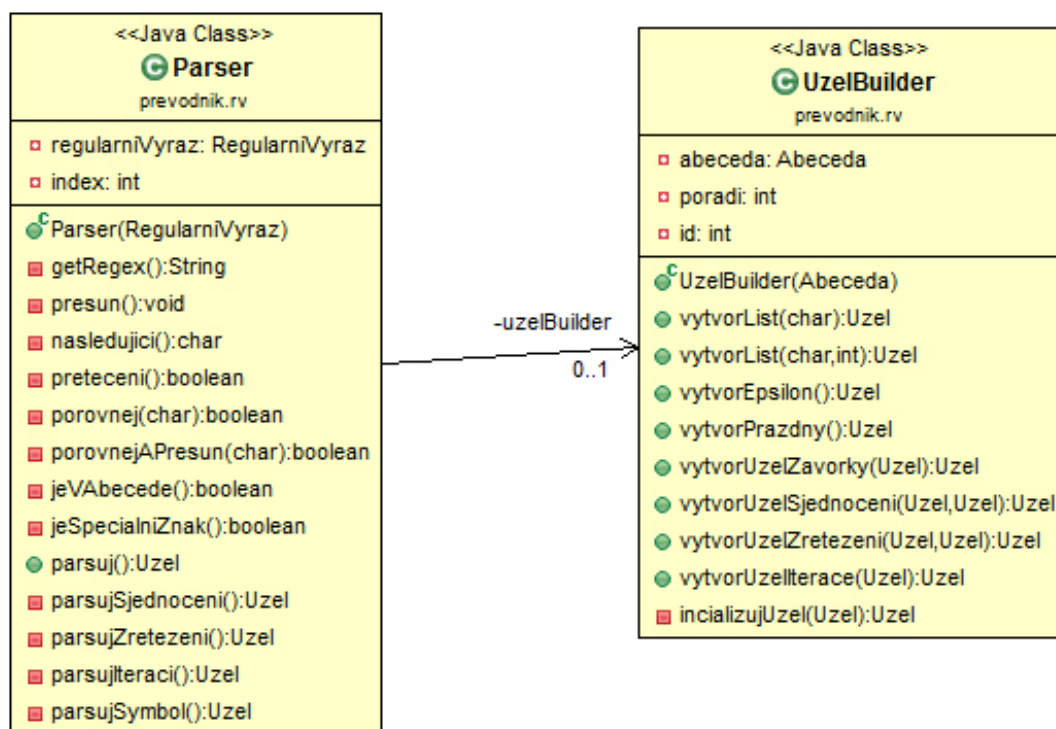 <<Java Class>>
Parser
prevodnik.rv
regularniVyraz: RegularniVyraz
index: int
Parser(RegularniVyraz)
getRegex():String
presun():void
nasledujici():char
preteceni():boolean
porovnej(char):boolean
porovnejAPresun(char):boolean
jeVAbecede():boolean
jeSpecialniZnak():boolean
parsuj():Uzel
parsujSjednoceni():Uzel
parsujZretezeni():Uzel
parsujIteraci():Uzel
parsujSymbol():Uzel
-uzelBuilder
0..1
<<Java Class>>
UzelBuilder
prevodnik.rv
abeceda: Abeceda
poradi: int
id: int
UzelBuilder(Abeceda)
vytvorList(char):Uzel
vytvorList(char,int):Uzel
vytvorEpsilon():Uzel
vytvorPrazdny():Uzel
vytvorUzelZavorky(Uzel):Uzel
vytvorUzelSjednoceni(Uzel,Uzel):Uzel
vytvorUzelZretezeni(Uzel,Uzel):Uzel
vytvorUzelIterace(Uzel):Uzel
incializujUzel(Uzel):Uzel